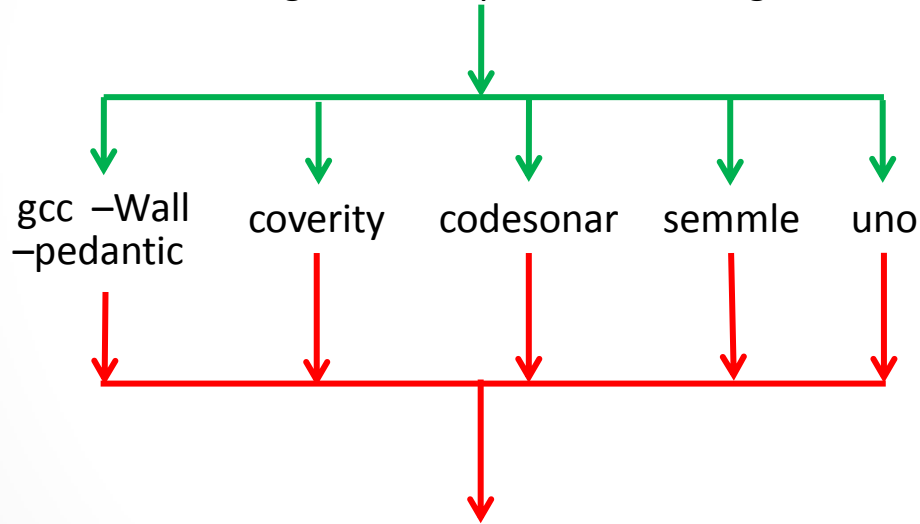 gcc –Wall
–pedantic
coverity
codesonar
semmle
uno